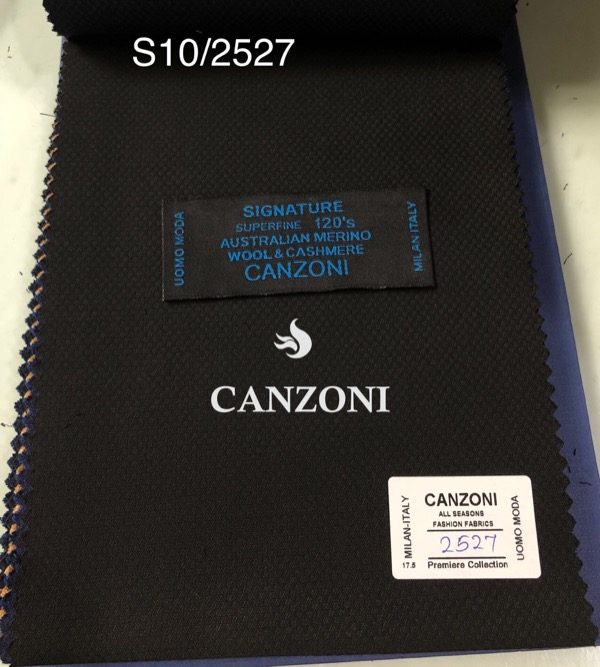 S10/2527
UOMO MODA
SIGNATURE
SUPERFINE 120's
AUSTRALIAN MERINO
WOOL & CASHMERE
CANZONI
MILAN ITALY
CANZONI
MILAN-ITALY
CANZONI
ALL SEASONS
FASHION FABRICS
2527
17.5 Premiere Collection
UOMO MODA